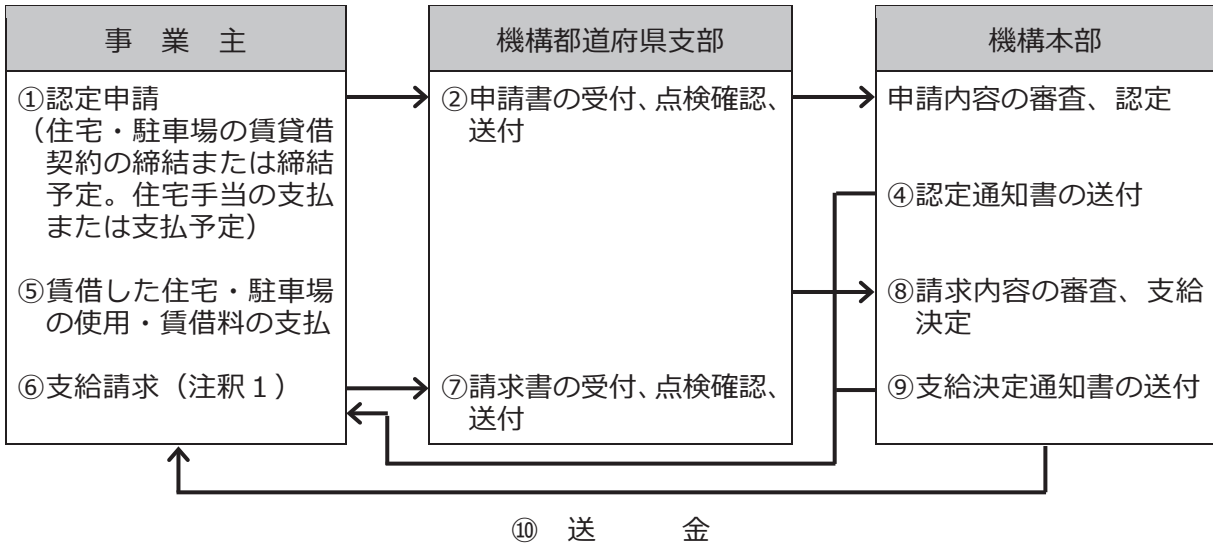 事　業　主
①認定申請
（住宅・駐車場の賃貸借
契約の締結または締結
予定。住宅手当の支払
または支払予定）
⑤賃借した住宅・駐車場
の使用・賃借料の支払
⑥支給請求（注釈１）
機構都道府県支部
②申請書の受付、点検確認、
送付
⑦請求書の受付、点検確認、
送付
機構本部
申請内容の審査、認定
④認定通知書の送付
⑧請求内容の審査、支給
決定
⑨支給決定通知書の送付
⑩　送　　　金